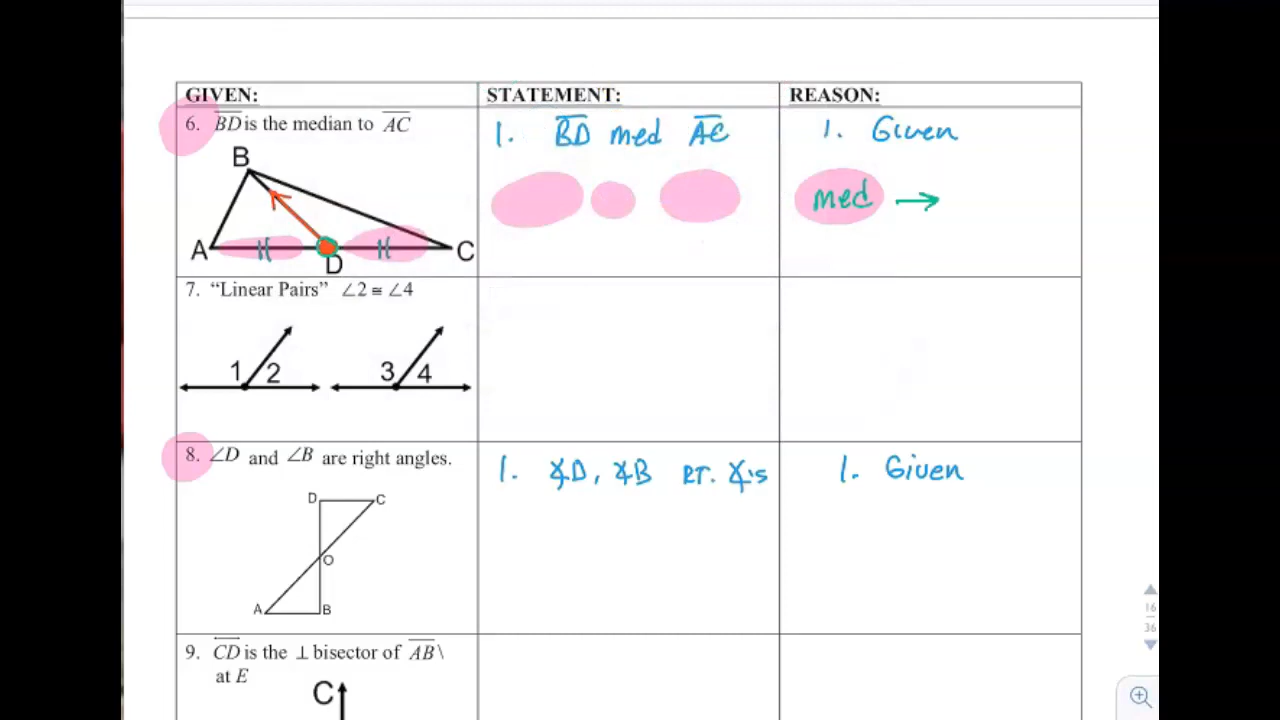 GIVEN: STATEMENT: REASON:
6. BD is the median to AC
1. BD med AC
1. Given
med →
B
A D C
7. “Linear Pairs” ∠2 ≅ ∠4
1 2 3 4
8. ∠D and ∠B are right angles.
1. ∡D, ∡B RT. ∡'s
1. Given
D C
O
A B
9. CD is the ⊥ bisector of AB\
at E
C
16
36